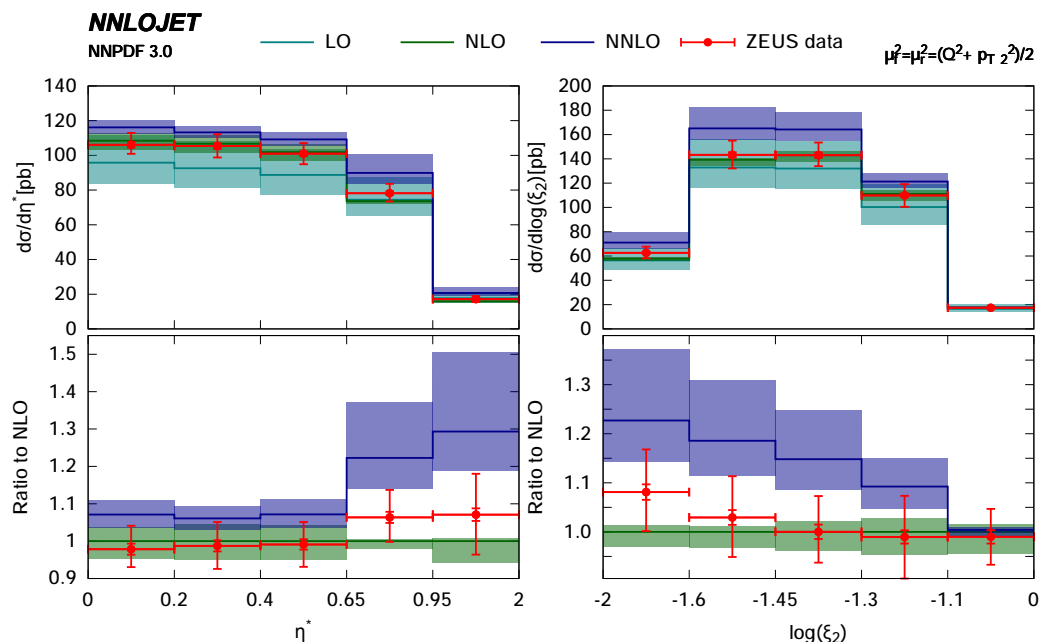 NNLOJET
NNPDF 3.0
LO NLO NNLO ZEUS data
μf²=μr²=(Q²+ pT 2²)/2
dσ/dη* [pb]
140
120
100
80
60
40
20
0
dσ/dlog(ξ₂) [pb]
200
180
160
140
120
100
80
60
40
20
0
Ratio to NLO
1.5
1.4
1.3
1.2
1.1
1
0.9
0 0.2 0.4 0.65 0.95 2
η*
Ratio to NLO
1.3
1.2
1.1
1.0
-2 -1.6 -1.45 -1.3 -1.1 0
log(ξ₂)